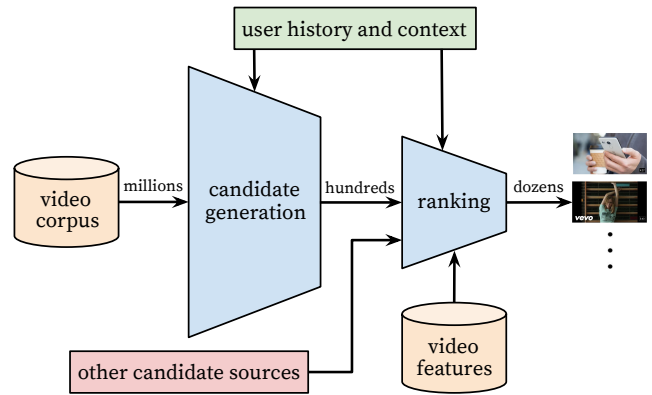 user history and context
video
corpus
millions
candidate
generation
hundreds
ranking
dozens
vevo
video
features
other candidate sources